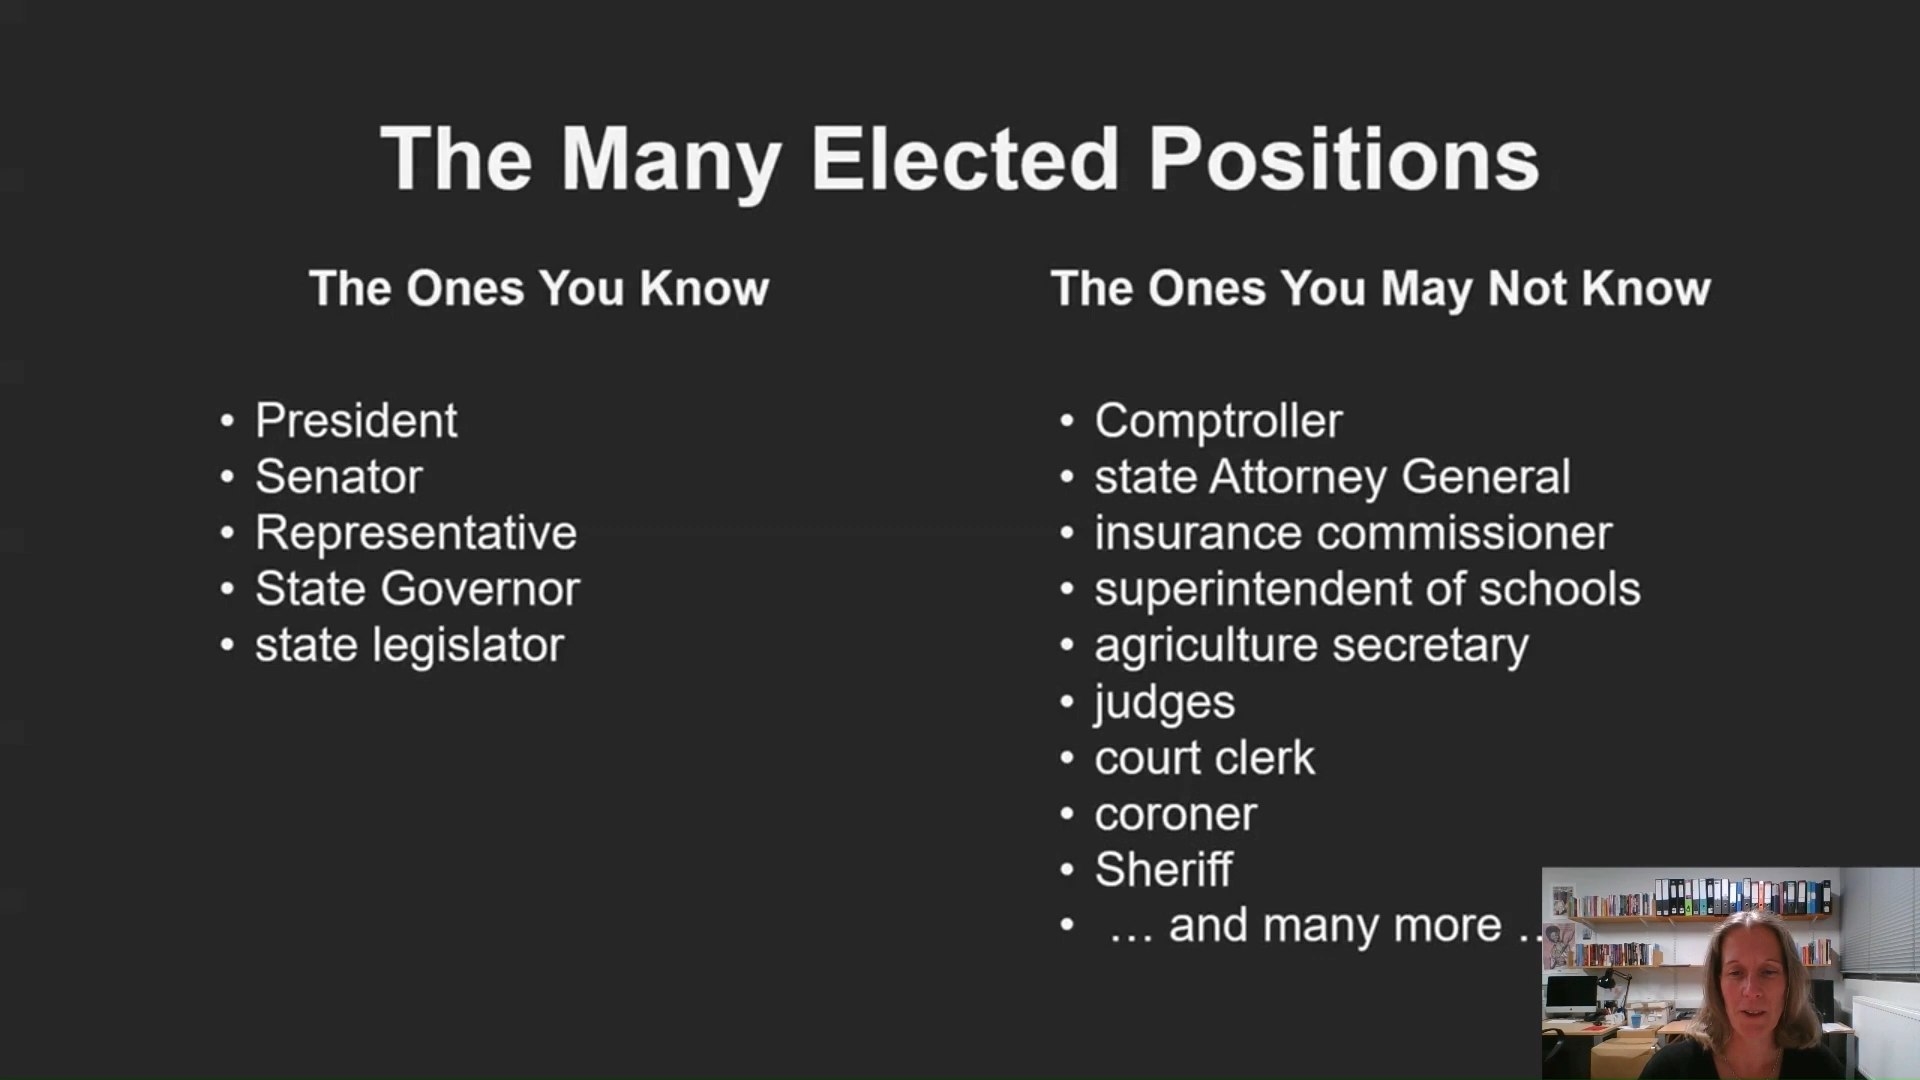 The Many Elected Positions
The Ones You Know
• President
• Senator
• Representative
• State Governor
• state legislator
The Ones You May Not Know
• Comptroller
• state Attorney General
• insurance commissioner
• superintendent of schools
• agriculture secretary
• judges
• court clerk
• coroner
• Sheriff
• … and many more ..